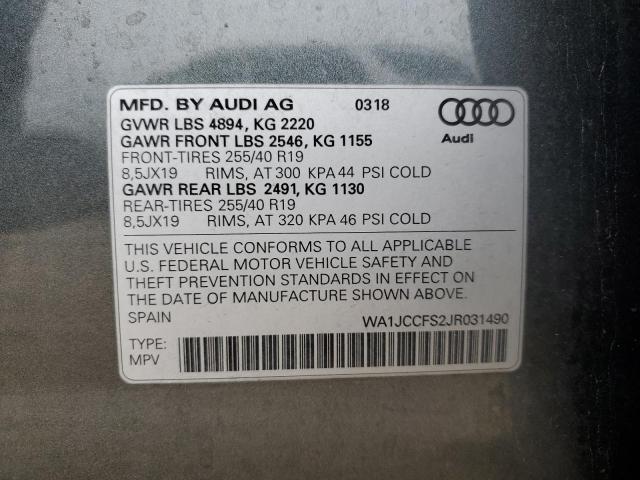 MFD. BY AUDI AG 0318
GVWR LBS 4894, KG 2220
GAWR FRONT LBS 2546, KG 1155
Audi
FRONT-TIRES 255/40 R19
8,5JX19 RIMS, AT 300 KPA 44 PSI COLD
GAWR REAR LBS 2491, KG 1130
REAR-TIRES 255/40 R19
8,5JX19 RIMS, AT 320 KPA 46 PSI COLD
THIS VEHICLE CONFORMS TO ALL APPLICABLE
U.S. FEDERAL MOTOR VEHICLE SAFETY AND
THEFT PREVENTION STANDARDS IN EFFECT ON
THE DATE OF MANUFACTURE SHOWN ABOVE.
SPAIN WA1JCCFS2JR031490
TYPE:
MPV